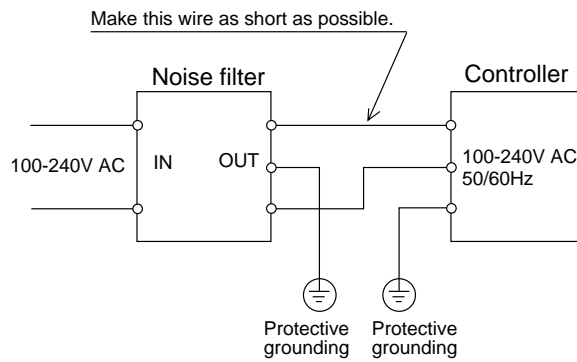 Make this wire as short as possible.
Noise filter
Controller
100-240V AC
IN
OUT
100-240V AC
50/60Hz
Protective
grounding
Protective
grounding